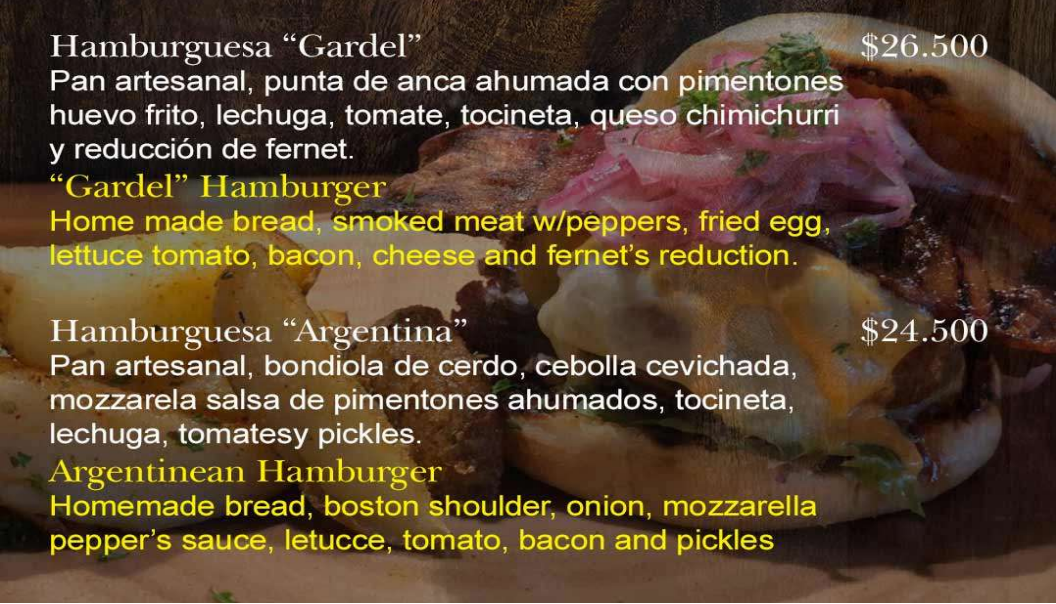 Hamburguesa “Gardel” $26.500
Pan artesanal, punta de anca ahumada con pimentones
huevo frito, lechuga, tomate, tocineta, queso chimichurri
y reducción de fernet.
“Gardel” Hamburger
Home made bread, smoked meat w/peppers, fried egg,
lettuce tomato, bacon, cheese and fernet’s reduction.
Hamburguesa “Argentina” $24.500
Pan artesanal, bondiola de cerdo, cebolla cevichada,
mozzarela salsa de pimentones ahumados, tocineta,
lechuga, tomatesy pickles.
Argentinean Hamburger
Homemade bread, boston shoulder, onion, mozzarella
pepper’s sauce, letucce, tomato, bacon and pickles